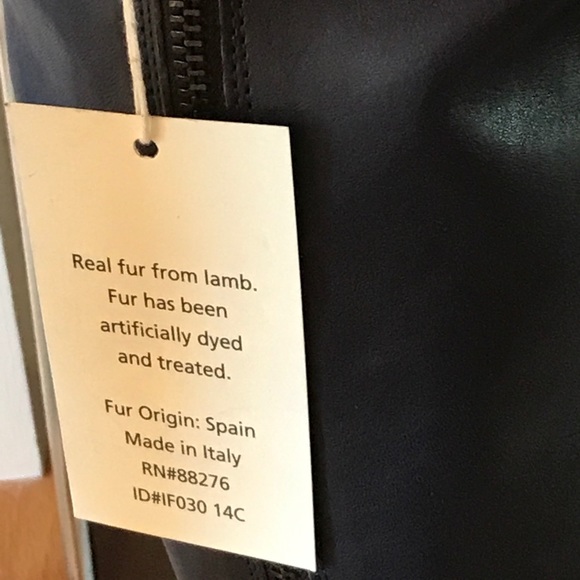 Real fur from lamb.
Fur has been
artificially dyed
and treated.
Fur Origin: Spain
Made in Italy
RN#88276
ID#IF030 14C